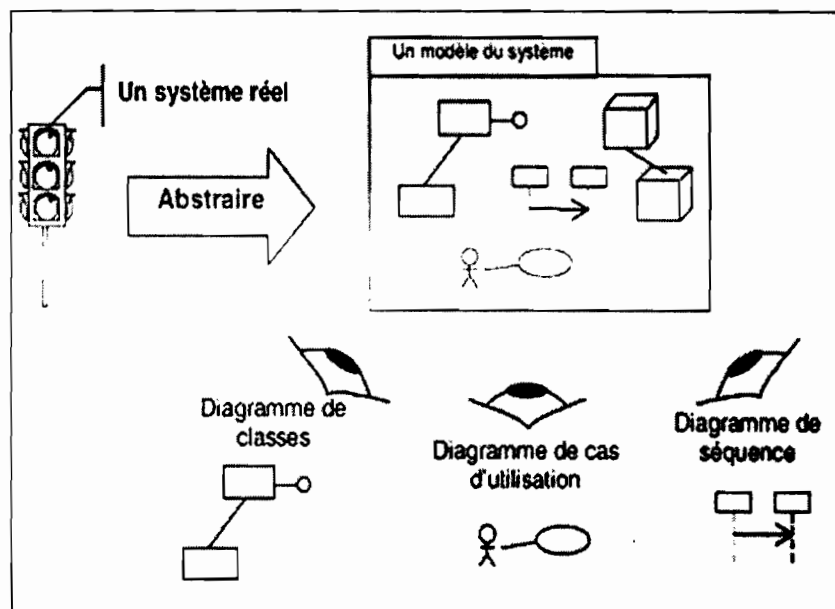 Un modèle du système
Un système réel
Abstraire
Diagramme de
classes
Diagramme de cas
d'utilisation
Diagramme de
séquence